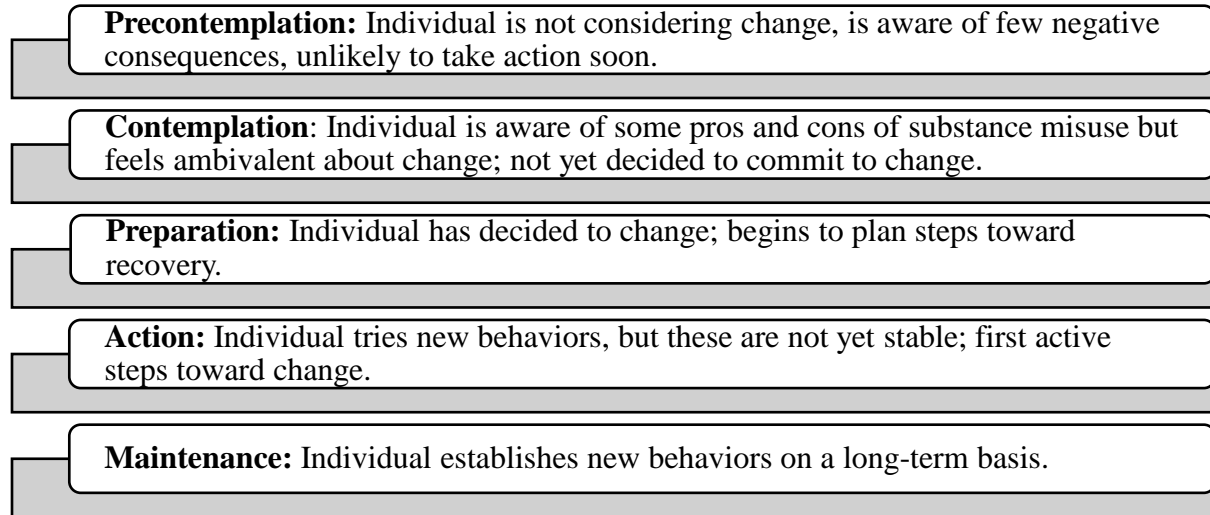 Precontemplation: Individual is not considering change, is aware of few negative
consequences, unlikely to take action soon.
Contemplation: Individual is aware of some pros and cons of substance misuse but
feels ambivalent about change; not yet decided to commit to change.
Preparation: Individual has decided to change; begins to plan steps toward
recovery.
Action: Individual tries new behaviors, but these are not yet stable; first active
steps toward change.
Maintenance: Individual establishes new behaviors on a long-term basis.